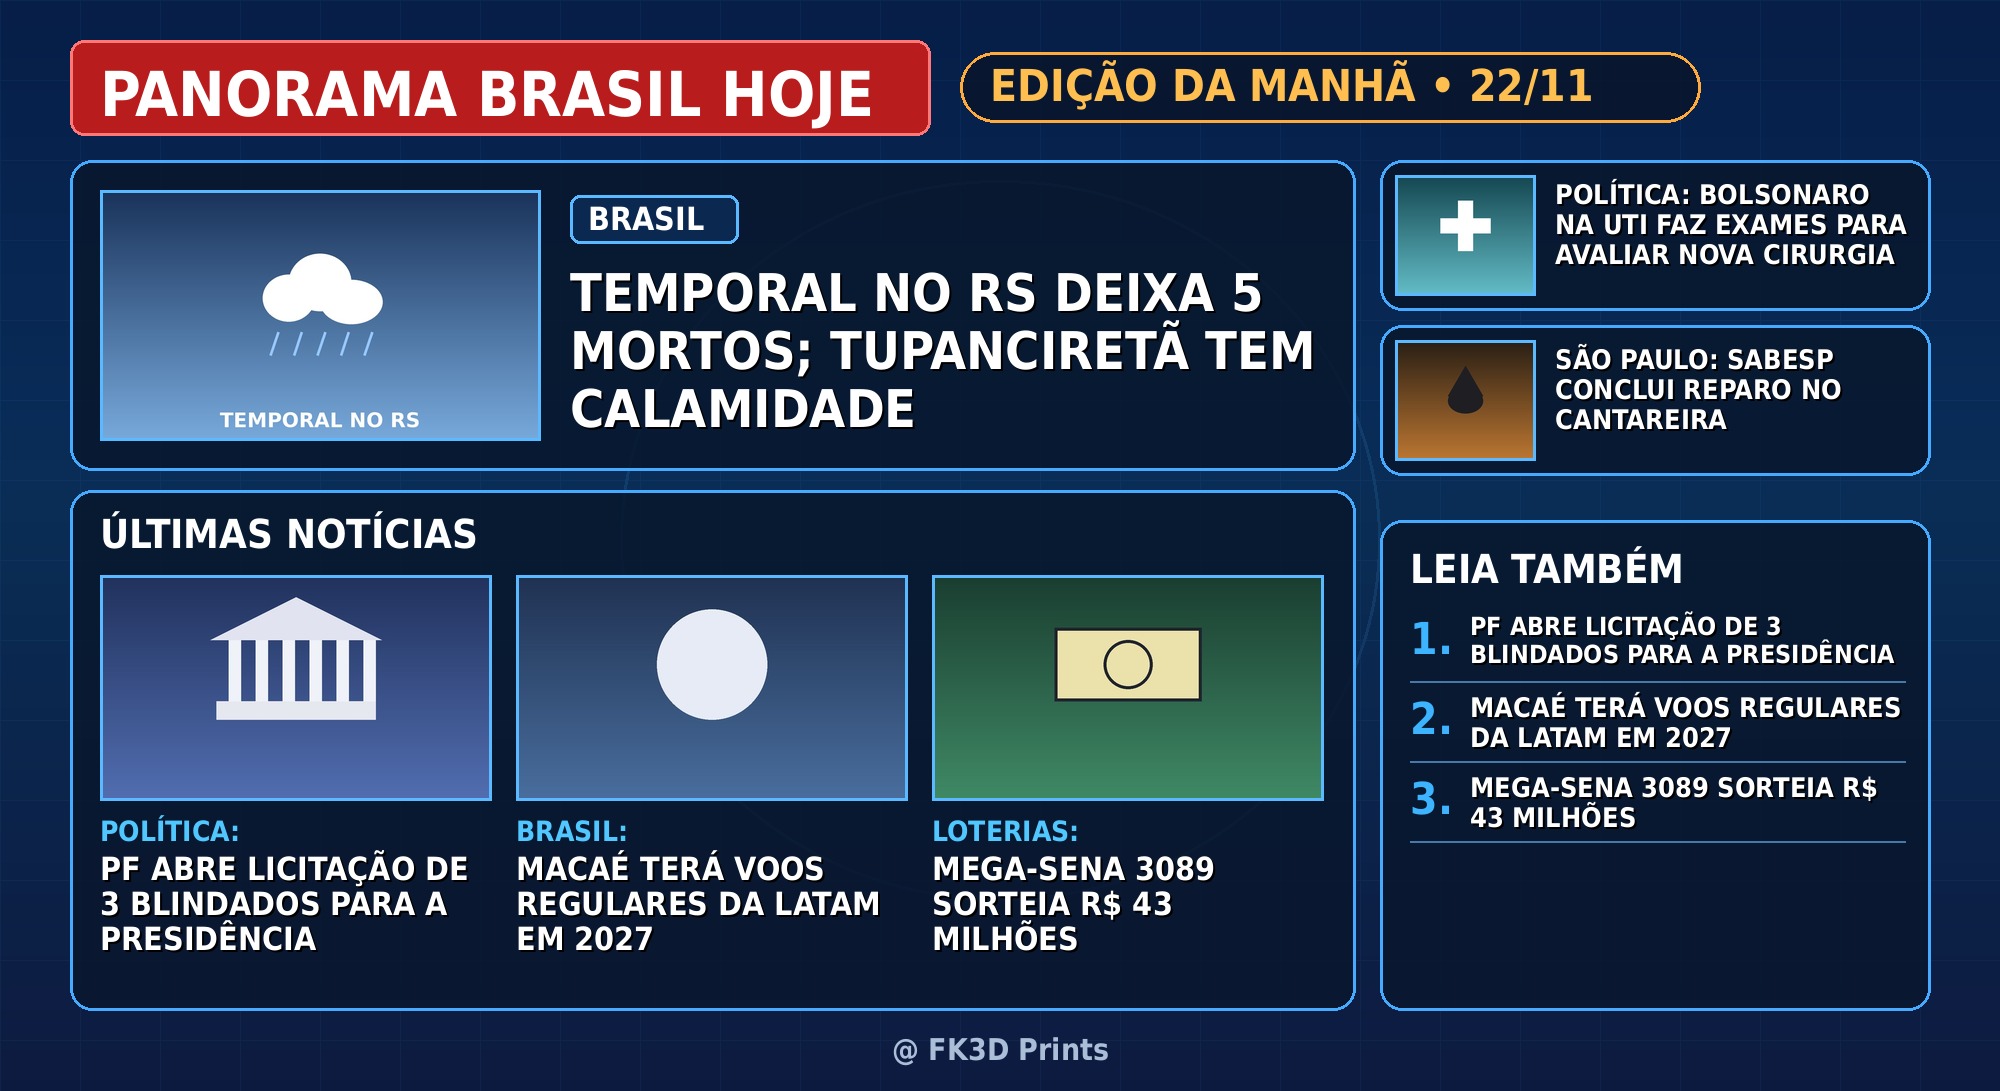 PANORAMA BRASIL HOJE
EDIÇÃO DA MANHÃ • 22/11
TEMPORAL NO RS
BRASIL
TEMPORAL NO RS DEIXA 5
MORTOS; TUPANCIRETÃ TEM
CALAMIDADE
POLÍTICA: BOLSONARO
NA UTI FAZ EXAMES PARA
AVALIAR NOVA CIRURGIA
SÃO PAULO: SABESP
CONCLUI REPARO NO
CANTAREIRA
ÚLTIMAS NOTÍCIAS
POLÍTICA:
PF ABRE LICITAÇÃO DE
3 BLINDADOS PARA A
PRESIDÊNCIA
BRASIL:
MACAÉ TERÁ VOOS
REGULARES DA LATAM
EM 2027
LOTERIAS:
MEGA-SENA 3089
SORTEIA R$ 43
MILHÕES
LEIA TAMBÉM
1. PF ABRE LICITAÇÃO DE 3
BLINDADOS PARA A PRESIDÊNCIA
2. MACAÉ TERÁ VOOS REGULARES
DA LATAM EM 2027
3. MEGA-SENA 3089 SORTEIA R$
43 MILHÕES
@ FK3D Prints